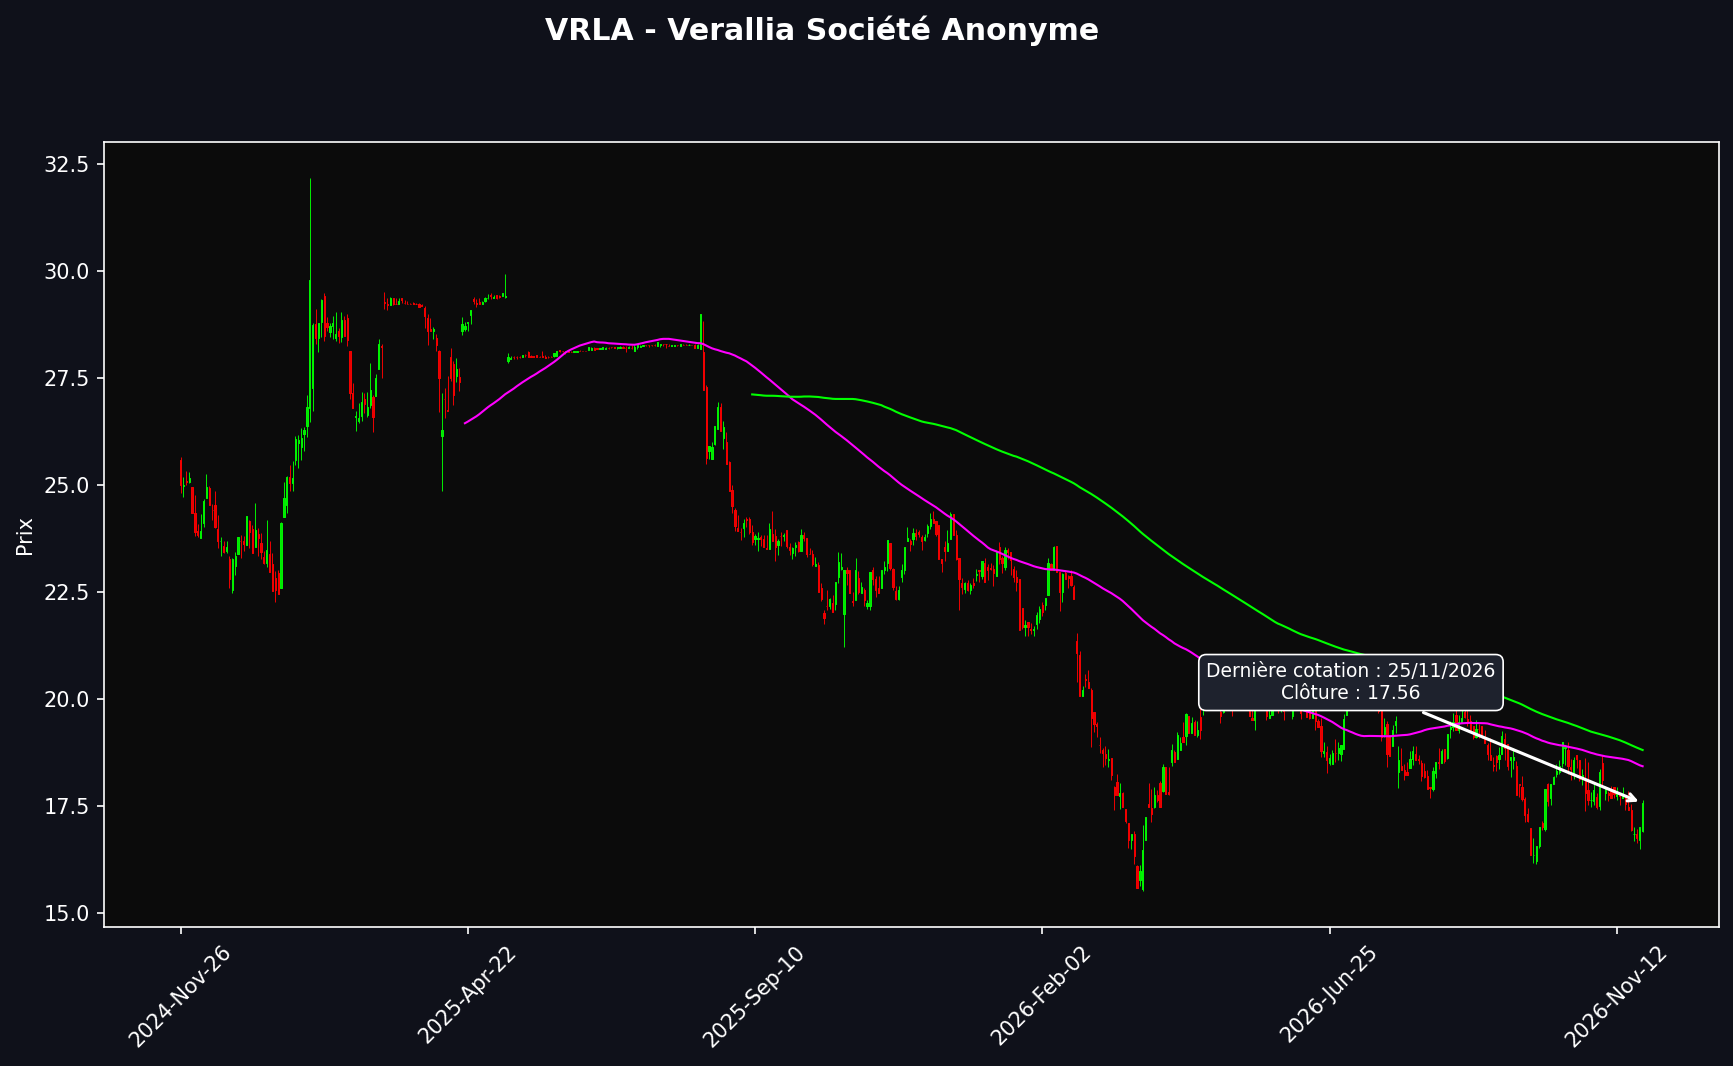 VRLA - Verallia Société Anonyme
Prix
32.5
30.0
27.5
25.0
22.5
20.0
17.5
15.0
Dernière cotation : 25/11/2026
Clôture : 17.56
2024-Nov-26
2025-Apr-22
2025-Sep-10
2026-Feb-02
2026-Jun-25
2026-Nov-12